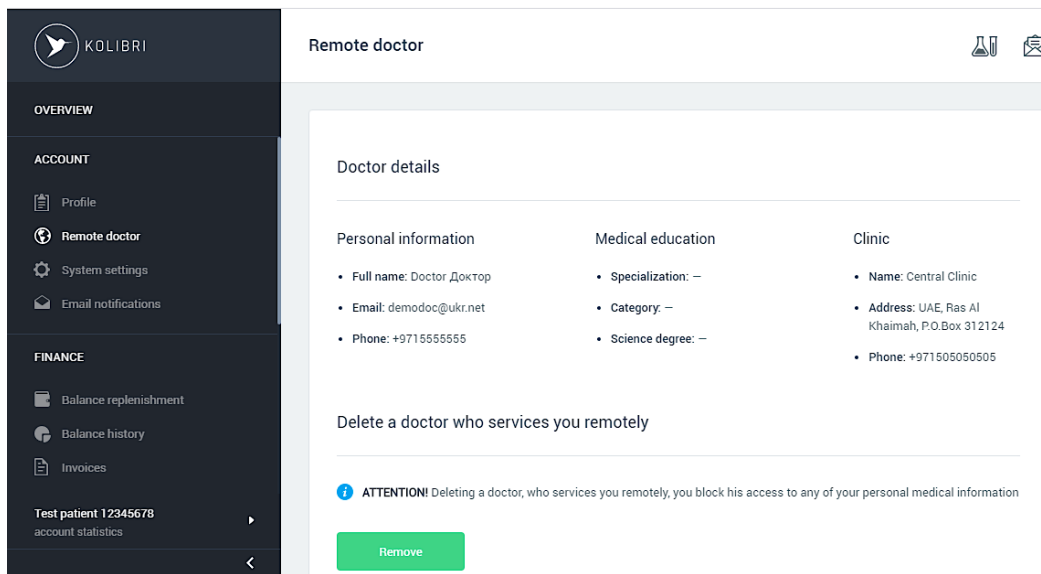 KOLIBRI
Remote doctor
OVERVIEW
ACCOUNT
Profile
Remote doctor
System settings
Email notifications
FINANCE
Balance replenishment
Balance history
Invoices
Test patient 12345678
account statistics
Doctor details
Personal information
Full name: Doctor Доктор
Email: demodoc@ukr.net
Phone: +9715555555
Medical education
Specialization: —
Category: —
Science degree: —
Clinic
Name: Central Clinic
Address: UAE, Ras Al
Khaimah, P.O.Box 312124
Phone: +971505050505
Delete a doctor who services you remotely
ATTENTION! Deleting a doctor, who services you remotely, you block his access to any of your personal medical information
Remove